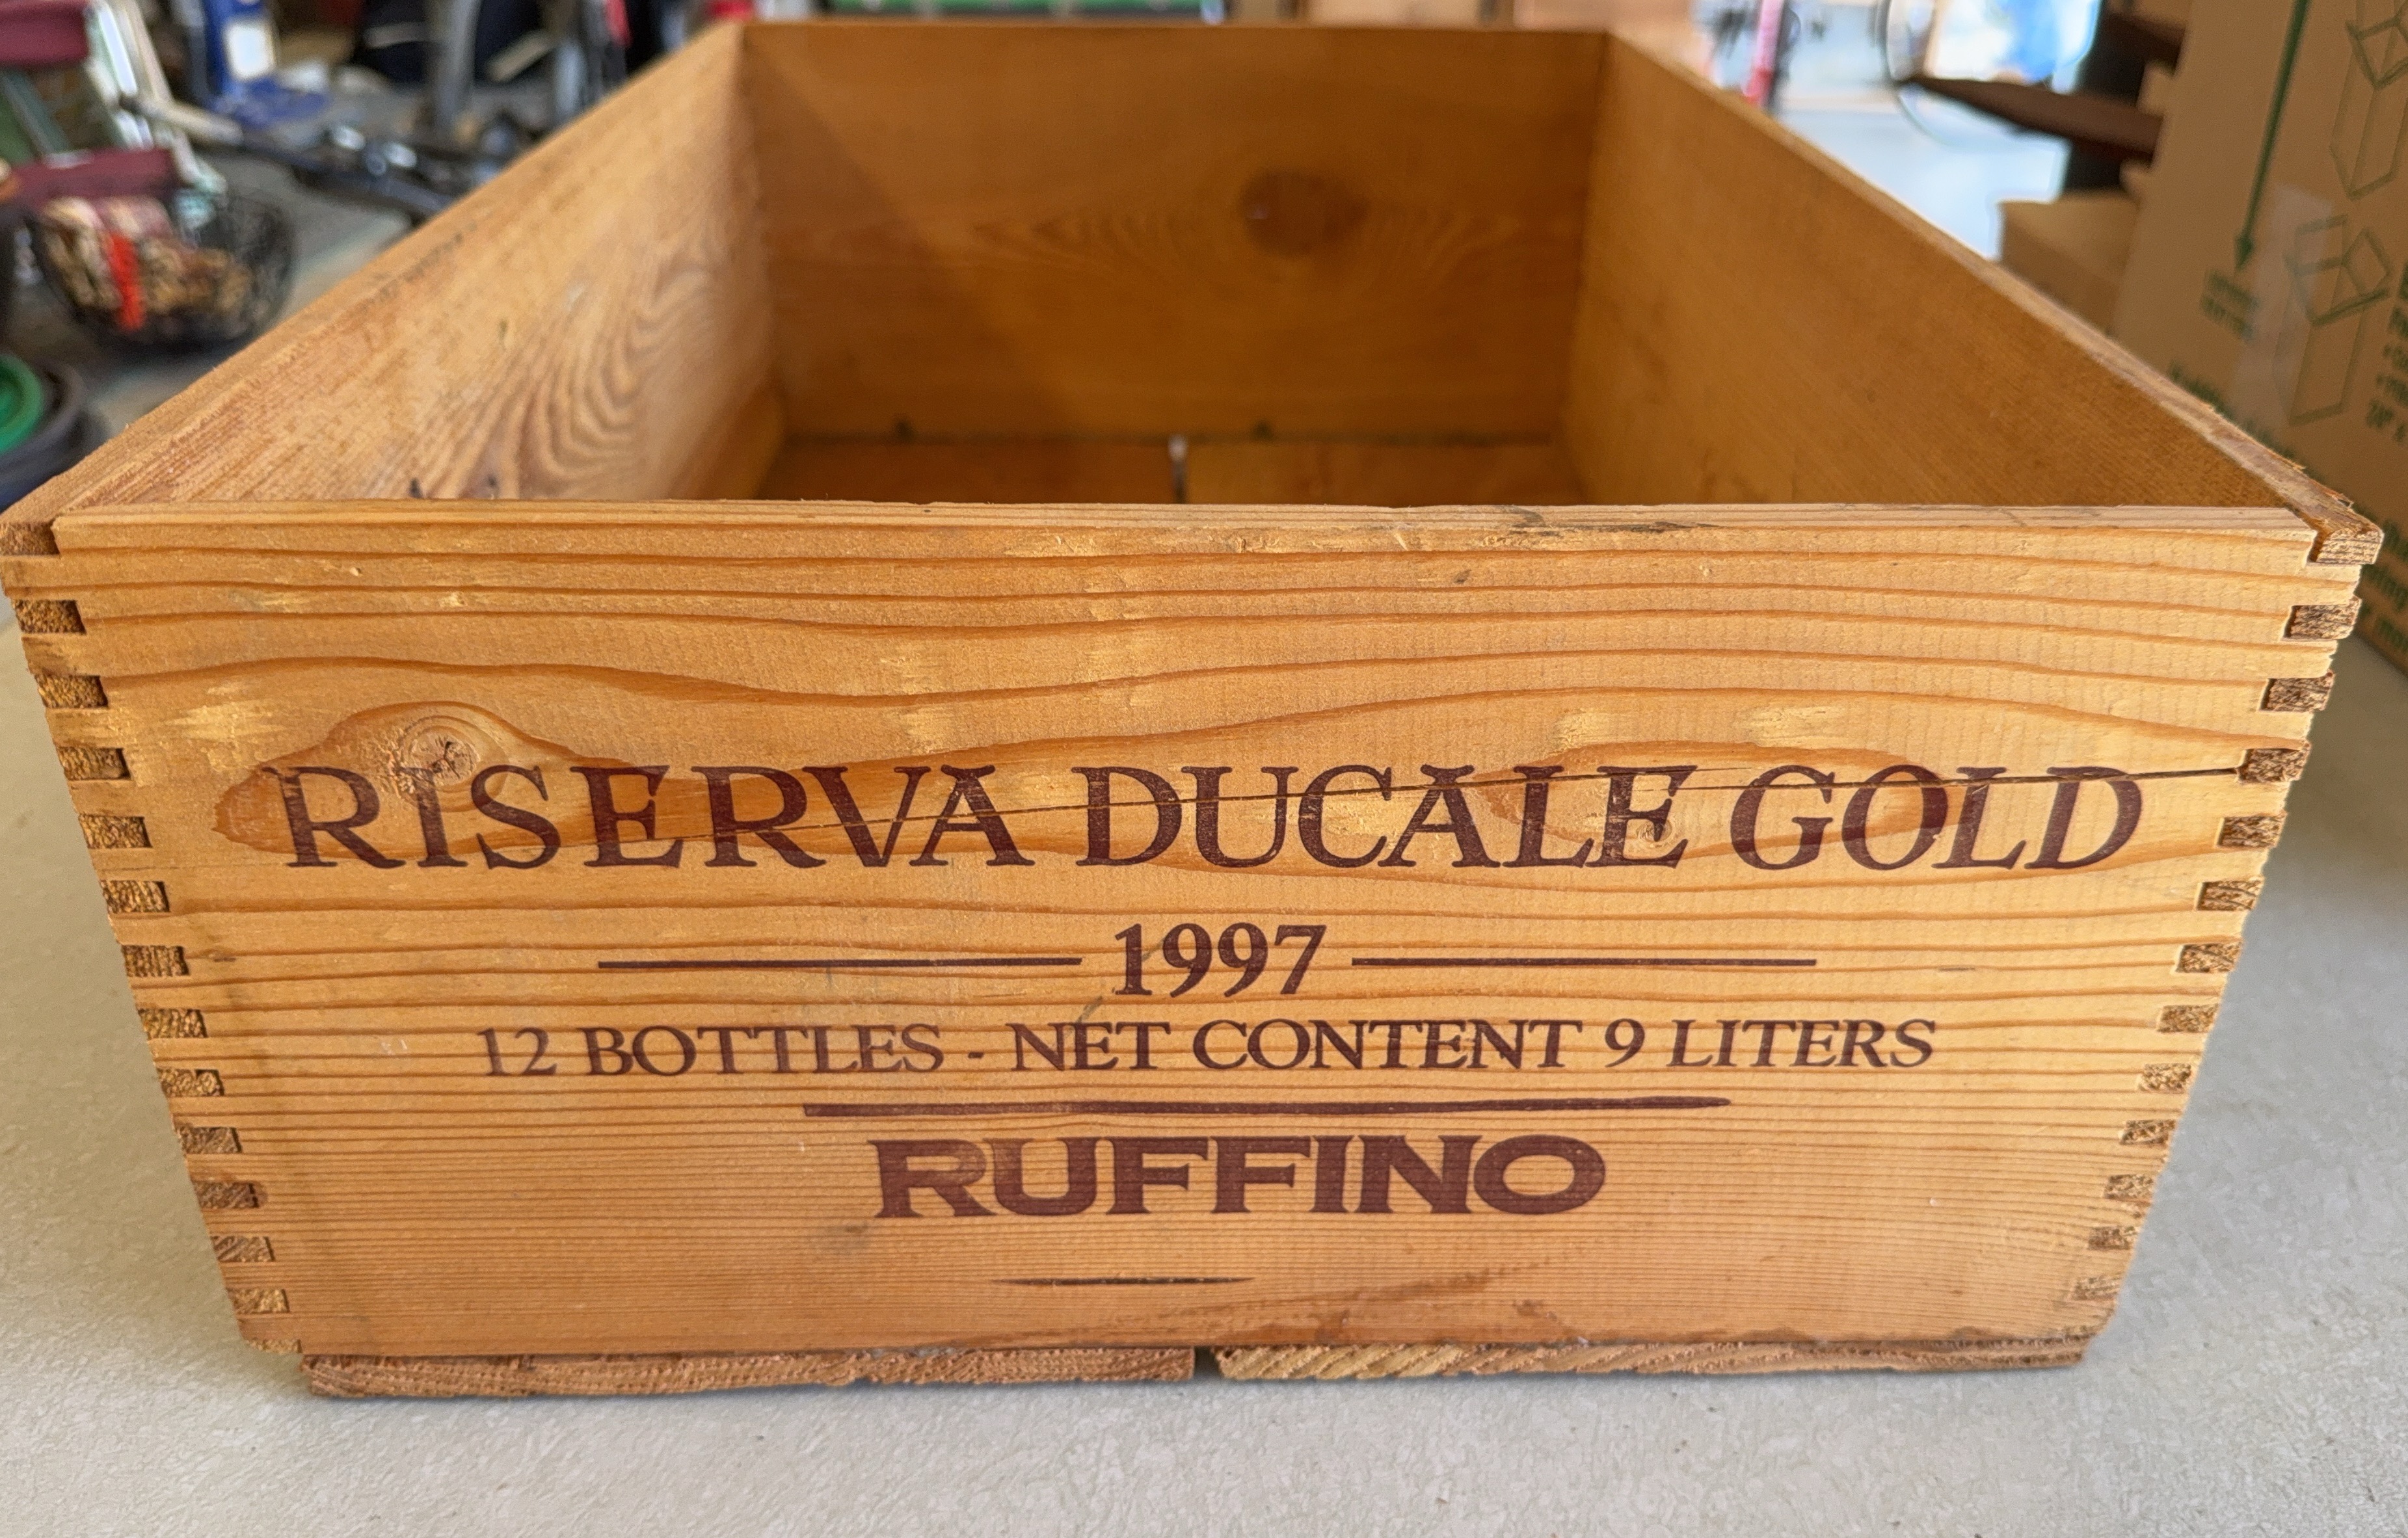 RISERVA DUCALE GOLD
1997
12 BOTTLES - NET CONTENT 9 LITERS
RUFFINO